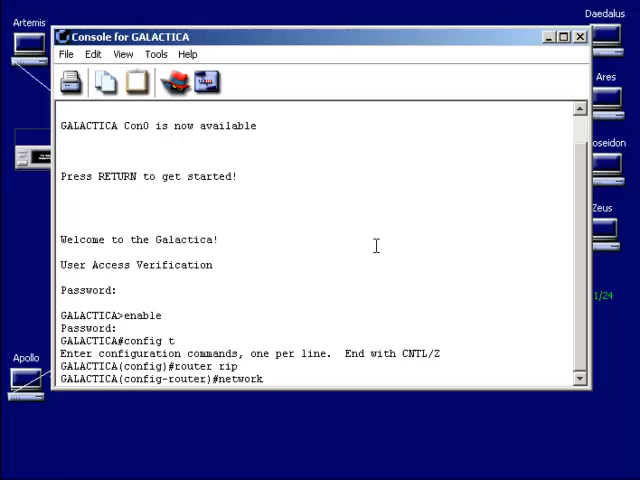 Artemis
Daedalus
Console for GALACTICA
File Edit View Tools Help
Ares
GALACTICA Con0 is now available
oseidon
Press RETURN to get started!
Zeus
Welcome to the Galactica!
User Access Verification
Password:
1/24
GALACTICA>enable
Password:
GALACTICA#config t
Enter configuration commands, one per line.  End with CNTL/Z
Apollo
GALACTICA(config)#router rip
GALACTICA(config-router)#network